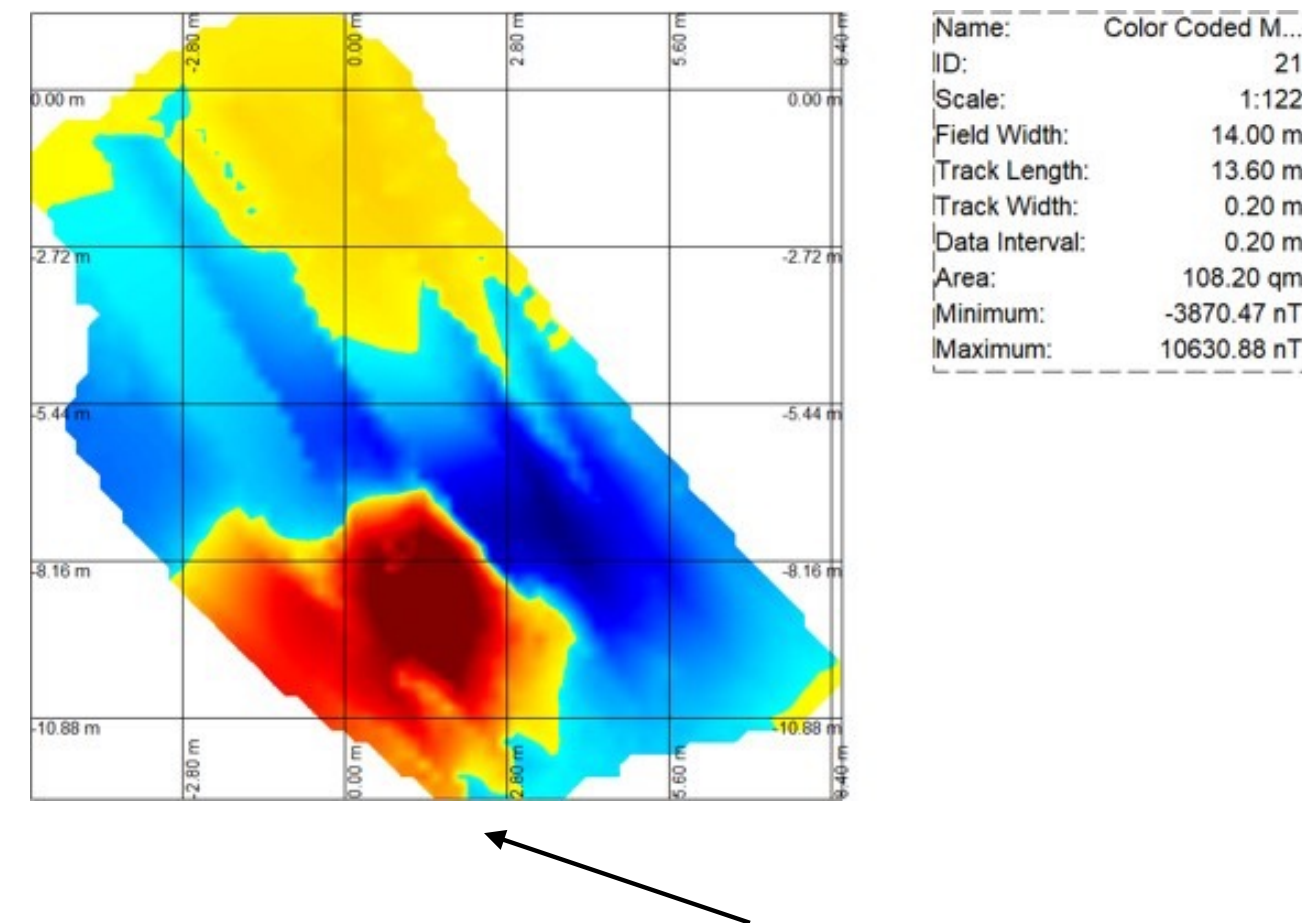 -2.80 m
0.00 m
2.80 m
5.60 m
8.40 m
0.00 m
0.00 m
-2.72 m
-2.72 m
-5.44 m
-5.44 m
-8.16 m
-8.16 m
-10.88 m
-10.88 m
-2.80 m
0.00 m
2.80 m
5.60 m
8.40 m
Name: Color Coded M...
ID: 21
Scale: 1:122
Field Width: 14.00 m
Track Length: 13.60 m
Track Width: 0.20 m
Data Interval: 0.20 m
Area: 108.20 qm
Minimum: -3870.47 nT
Maximum: 10630.88 nT